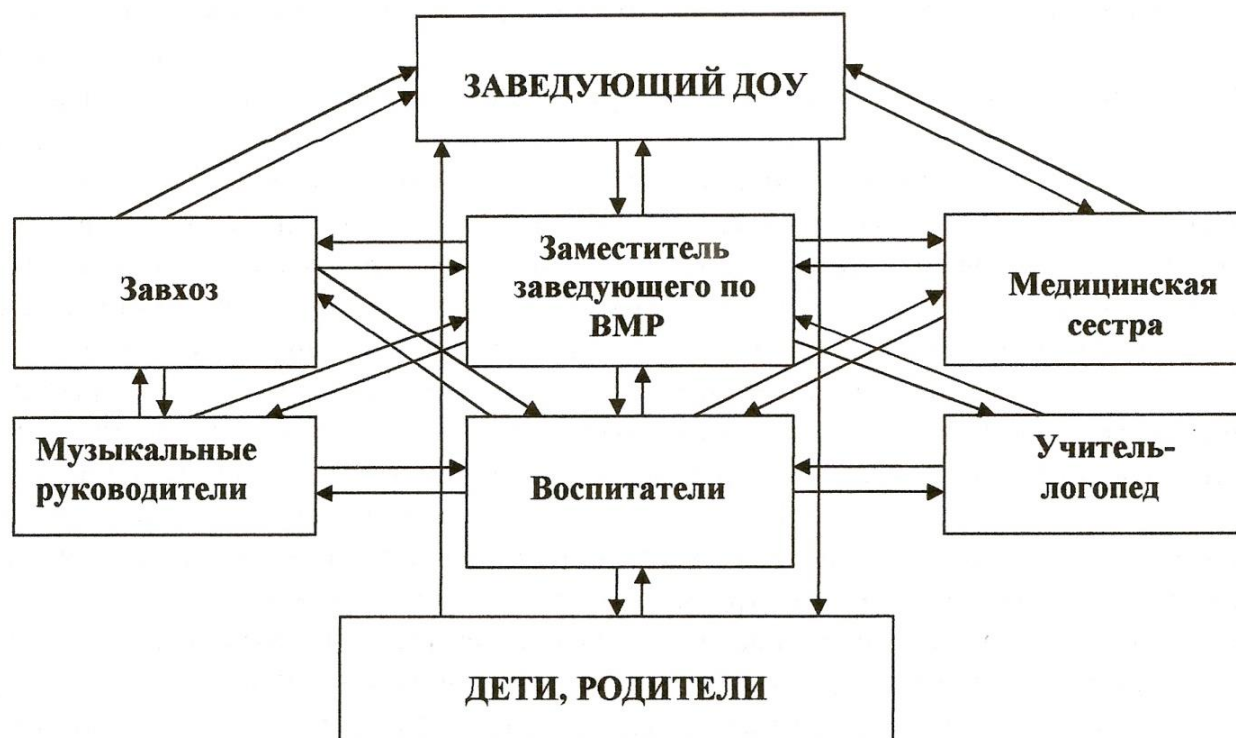 ЗАВЕДУЮЩИЙ ДОУ
Завхоз
Заместитель
заведующего по
ВМР
Медицинская
сестра
Музыкальные
руководители
Воспитатели
Учитель-
логопед
ДЕТИ, РОДИТЕЛИ